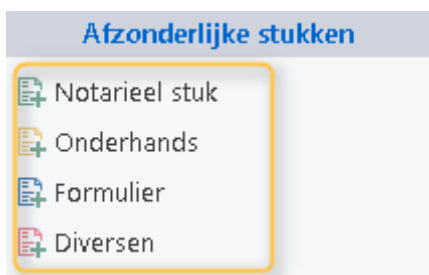 Afzonderlijke stukken
Notarieel stuk
Onderhands
Formulier
Diversen